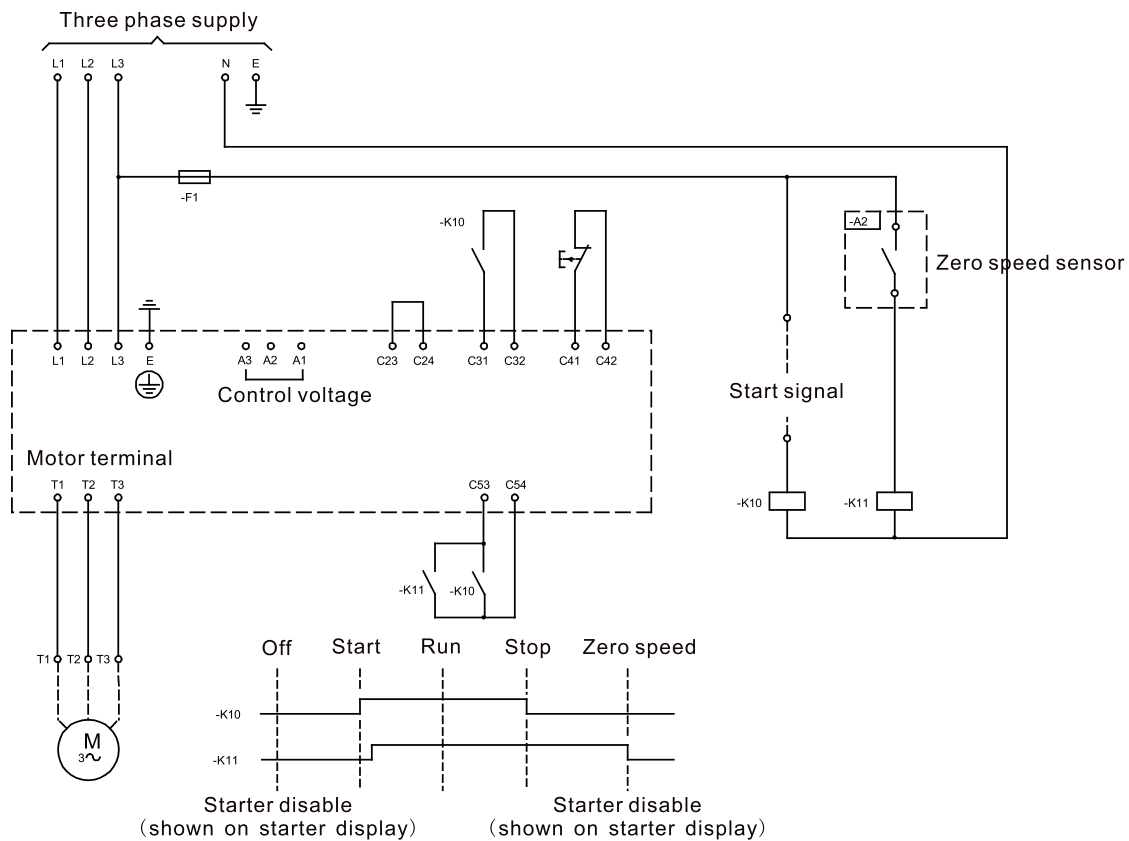 Three phase supply
L1 L2 L3 N E
-F1
-K10
-A2
Zero speed sensor
L1 L2 L3 E A3 A2 A1 C23 C24 C31 C32 C41 C42
Control voltage
Start signal
Motor terminal
T1 T2 T3 C53 C54
-K10 -K11
-K11 -K10
T1 T2 T3
Off Start Run Stop Zero speed
-K10
M
3
-K11
Starter disable Starter disable
(shown on starter display) (shown on starter display)